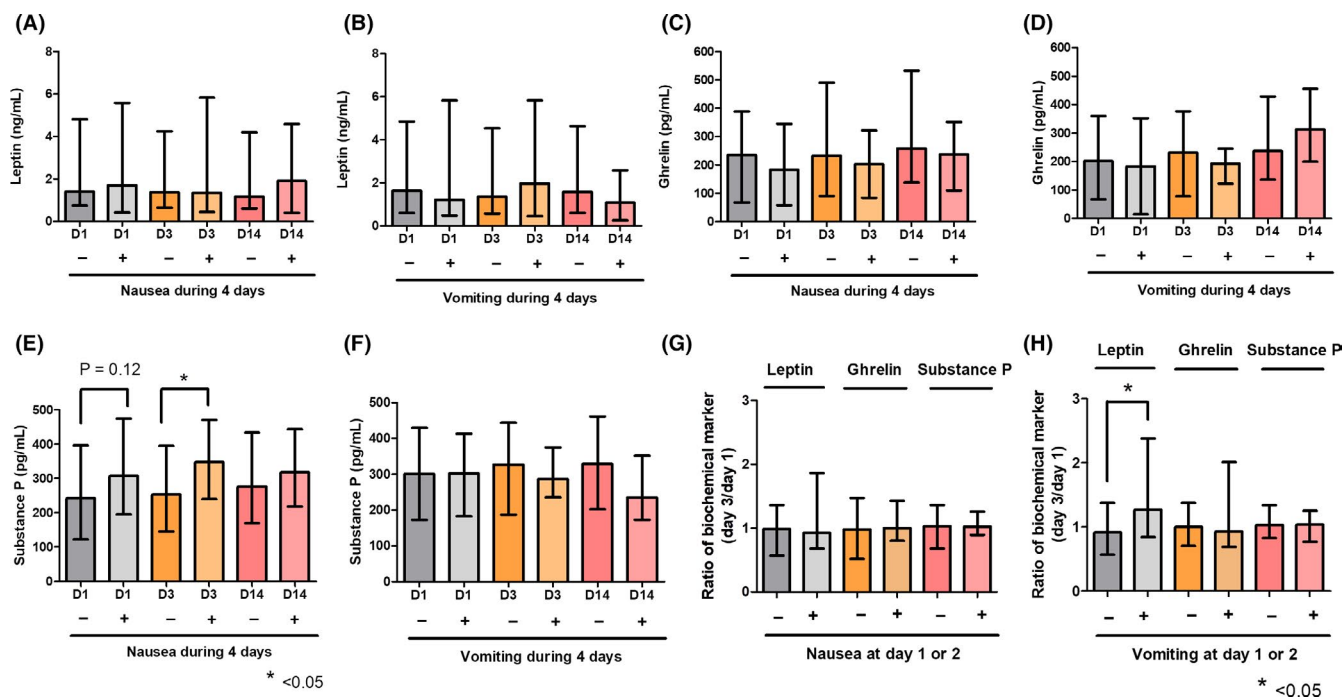 (A)
Leptin (ng/mL)
8
6
4
2
0
D1 D1 D3 D3 D14 D14
− + − + − +
Nausea during 4 days
(B)
Leptin (ng/mL)
8
6
4
2
0
D1 D1 D3 D3 D14 D14
− + − + − +
Vomiting during 4 days
(C)
Ghrelin (pg/mL)
600
500
400
300
200
100
0
D1 D1 D3 D3 D14 D14
− + − + − +
Nausea during 4 days
(D)
Ghrelin (pg/mL)
600
500
400
300
200
100
0
D1 D1 D3 D3 D14 D14
− + − + − +
Vomiting during 4 days
(E)
P = 0.12
*
Substance P (pg/mL)
500
400
300
200
100
0
D1 D1 D3 D3 D14 D14
− + − + − +
Nausea during 4 days
* <0.05
(F)
Substance P (pg/mL)
500
400
300
200
100
0
D1 D1 D3 D3 D14 D14
− + − + − +
Vomiting during 4 days
(G)
Leptin Ghrelin Substance P
Ratio of biochemical marker
(day 3/day 1)
3
2
1
0
− + − + − +
Nausea at day 1 or 2
(H)
Leptin Ghrelin Substance P
*
Ratio of biochemical marker
(day 3/day 1)
3
2
1
0
− + − + − +
Vomiting at day 1 or 2
* <0.05